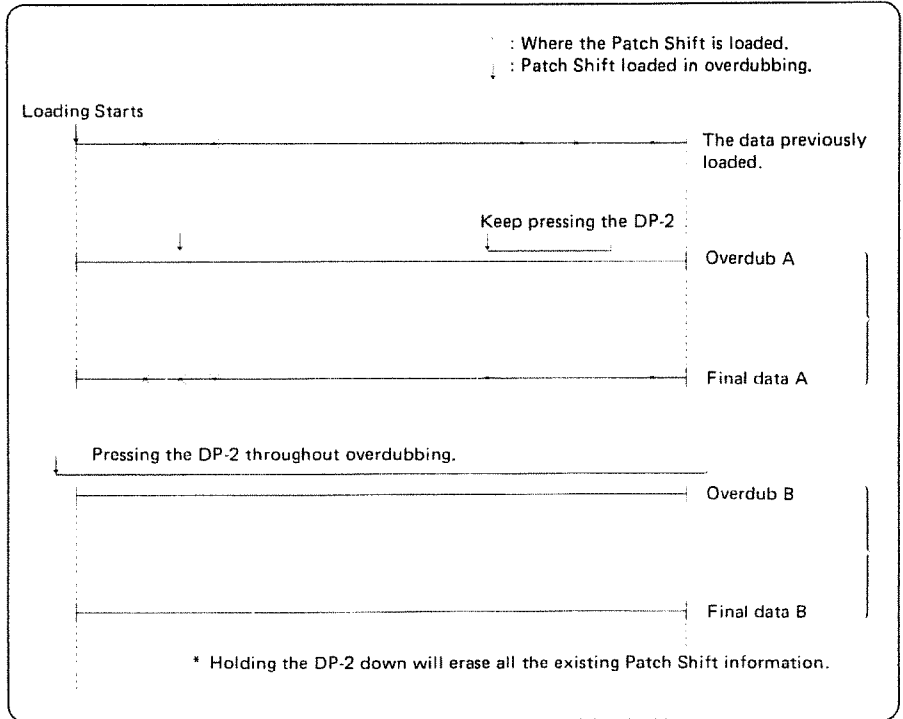 : Where the Patch Shift is loaded.
: Patch Shift loaded in overdubbing.
Loading Starts
The data previously
loaded.
Keep pressing the DP-2
Overdub A
Final data A
Pressing the DP-2 throughout overdubbing.
Overdub B
Final data B
* Holding the DP-2 down will erase all the existing Patch Shift information.